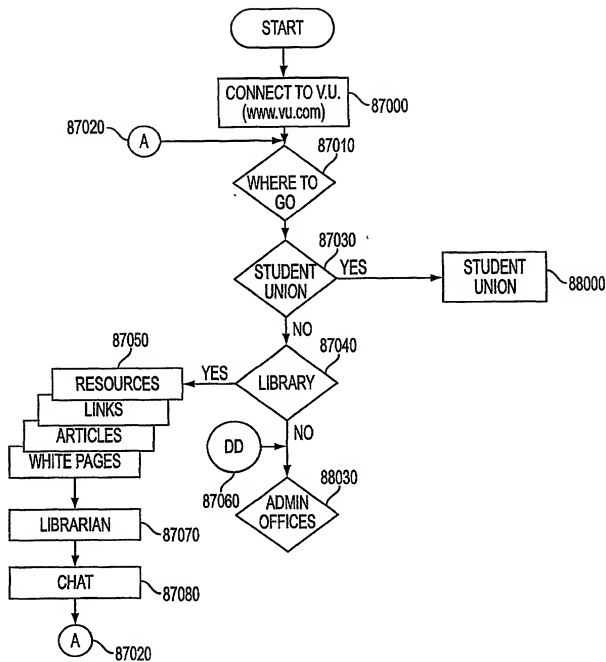 START
CONNECT TO V.U.
(www.vu.com)
87000
87020
A
87010
WHERE TO
GO
87030
STUDENT
UNION
YES
STUDENT
UNION
88000
NO
87050
87040
RESOURCES
YES
LIBRARY
LINKS
ARTICLES
WHITE PAGES
NO
DD
87060
88030
ADMIN
OFFICES
LIBRARIAN
87070
CHAT
87080
A
87020